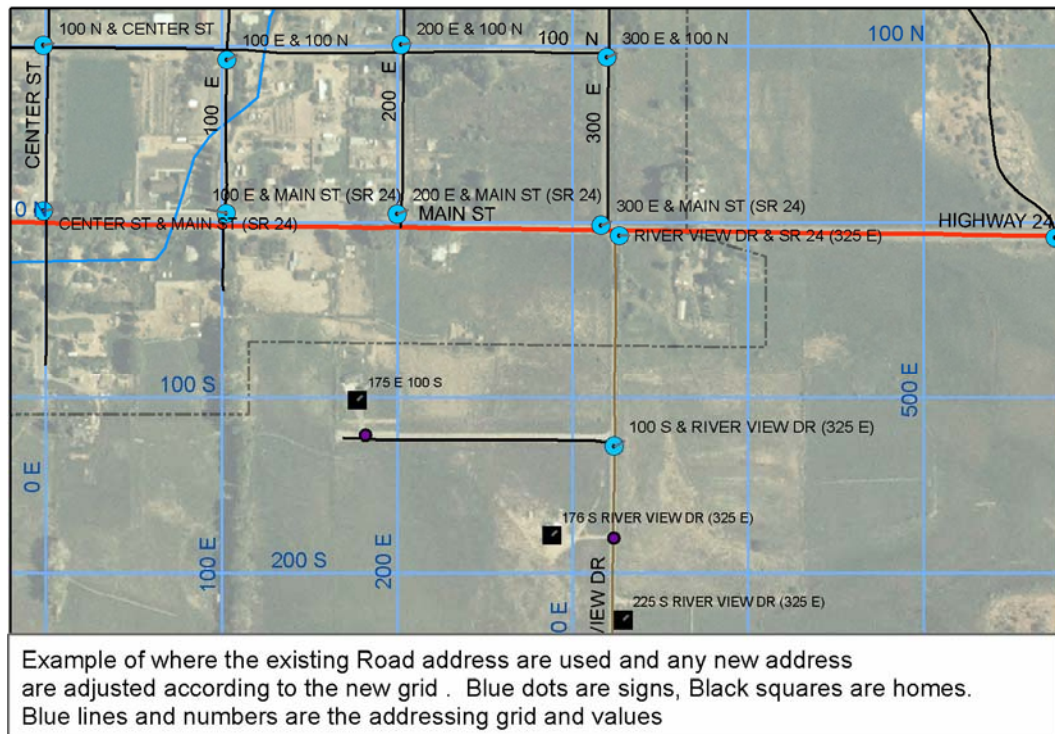 100 N & CENTER ST
100 E & 100 N
200 E & 100 N
100 N
300 E & 100 N
100 N
CENTER ST
100 E
200 E
300 E
0 N
100 E & MAIN ST (SR 24)
200 E & MAIN ST (SR 24)
300 E & MAIN ST (SR 24)
CENTER ST & MAIN ST (SR 24)
MAIN ST
HIGHWAY 24
RIVER VIEW DR & SR 24 (325 E)
100 S
175 E 100 S
500 E
100 S & RIVER VIEW DR (325 E)
0 E
176 S RIVER VIEW DR (325 E)
100 E
200 S
200 E
0 E
VIEW DR
225 S RIVER VIEW DR (325 E)
Example of where the existing Road address are used and any new address
are adjusted according to the new grid . Blue dots are signs, Black squares are homes.
Blue lines and numbers are the addressing grid and values